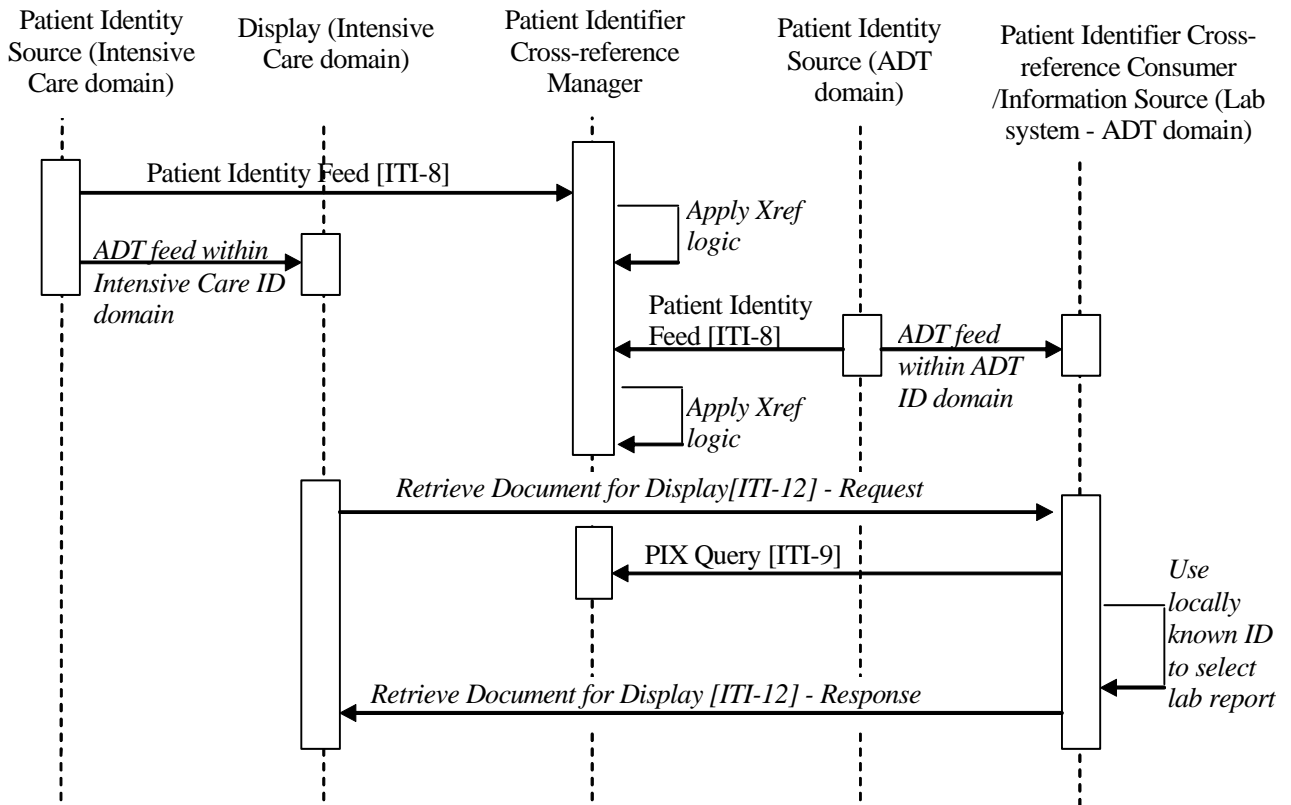 Patient Identity
Source (Intensive
Care domain)
Display (Intensive
Care domain)
Patient Identifier
Cross-reference
Manager
Patient Identity
Source (ADT
domain)
Patient Identifier Cross-
reference Consumer
/Information Source (Lab
system - ADT domain)
Patient Identity Feed [ITI-8]
Apply Xref
logic
ADT feed within
Intensive Care ID
domain
Patient Identity
Feed [ITI-8]
ADT feed
within ADT
ID domain
Apply Xref
logic
Retrieve Document for Display[ITI-12] - Request
PIX Query [ITI-9]
Use
locally
known ID
to select
lab report
Retrieve Document for Display [ITI-12] - Response